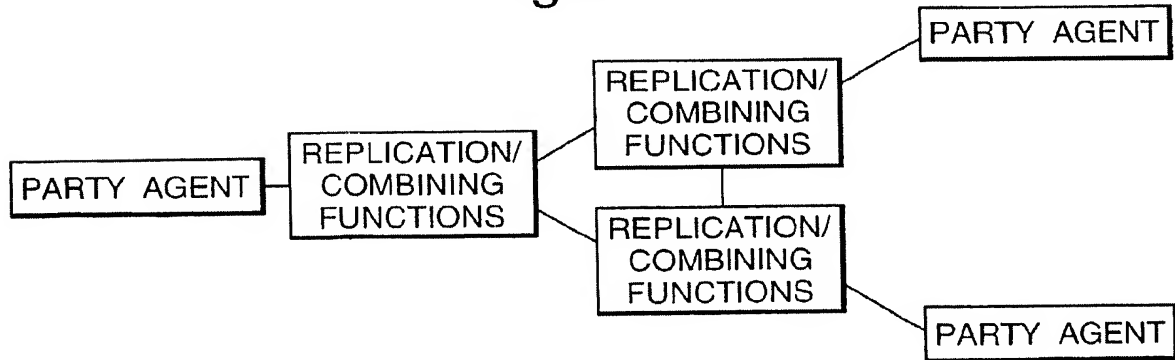 PARTY AGENT
REPLICATION/
COMBINING
FUNCTIONS
REPLICATION/
COMBINING
FUNCTIONS
PARTY AGENT
REPLICATION/
COMBINING
FUNCTIONS
PARTY AGENT